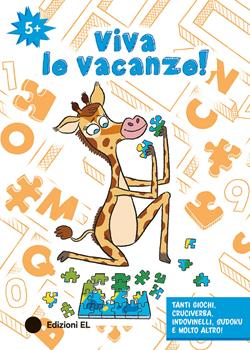 5+
Viva
le vacanze!
TANTI GIOCHI,
CRUCIVERBA,
INDOVINELLI, SUDOKU
E MOLTO ALTRO!
Edizioni EL